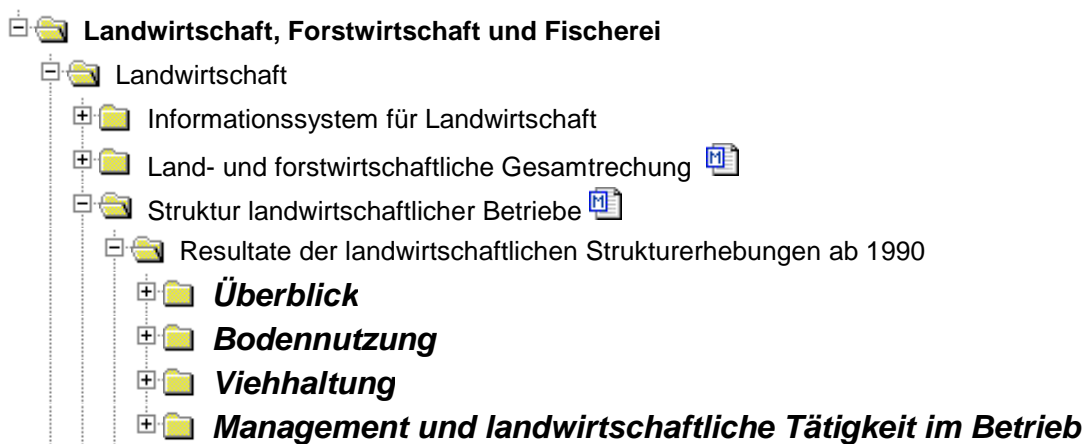 Landwirtschaft, Forstwirtschaft und Fischerei
Landwirtschaft
Informationssystem für Landwirtschaft
Land- und forstwirtschaftliche Gesamtrechung M
Struktur landwirtschaftlicher Betriebe M
Resultate der landwirtschaftlichen Strukturerhebungen ab 1990
Überblick
Bodennutzung
Viehhaltung
Management und landwirtschaftliche Tätigkeit im Betrieb